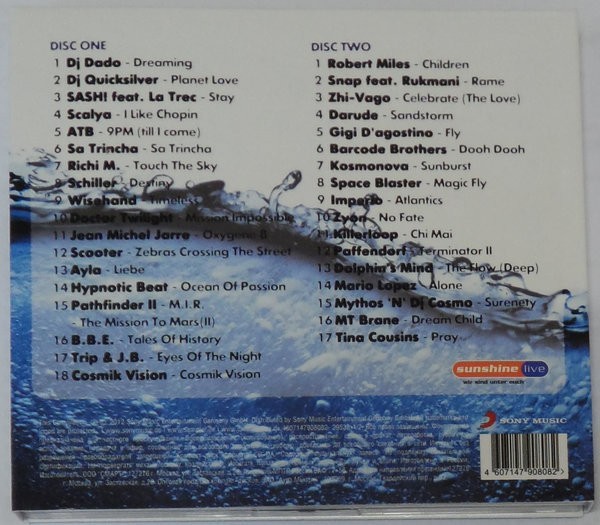 DISC ONE
1 Dj Dado - Dreaming
2 Dj Quicksilver - Planet Love
3 SASH! feat. La Trec - Stay
4 Scalya - I Like Chopin
5 ATB - 9PM (till I come)
6 Sa Trincha - Sa Trincha
7 Richi M. - Touch The Sky
8 Schiller - Destiny
9 Wisehand - Timeless
10 Doctor Twilight - Mission Impossible
11 Jean Michel Jarre - Oxygene 8
12 Scooter - Zebras Crossing The Street
13 Ayla - Liebe
14 Hypnotic Beat - Ocean Of Passion
15 Pathfinder II - M.I.R.
- The Mission To Mars(II)
16 B.B.E. - Tales Of History
17 Trip & J.B. - Eyes Of The Night
18 Cosmik Vision - Cosmik Vision
DISC TWO
1 Robert Miles - Children
2 Snap feat. Rukmani - Rame
3 Zhi-Vago - Celebrate (The Love)
4 Darude - Sandstorm
5 Gigi D'agostino - Fly
6 Barcode Brothers - Dooh Dooh
7 Kosmonova - Sunburst
8 Space Blaster - Magic Fly
9 Imperio - Atlantics
10 Zyon - No Fate
11 Killerloop - Chi Mai
12 Paffendorf - Terminator II
13 Dolphin's Mind - The Flow (Deep)
14 Mario Lopez - Alone
15 Mythos 'N' Dj Cosmo - Surenety
16 MT Brane - Dream Child
17 Tina Cousins - Pray
sunshine live
wir sind unter euch
SONY MUSIC
4 607147 908082 >